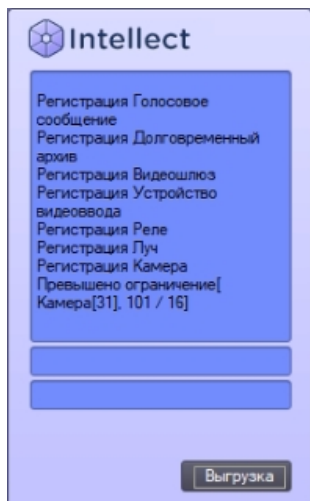 Intellect
Регистрация Голосовое
сообщение
Регистрация Долговременный
архив
Регистрация Видеошлюз
Регистрация Устройство
видеоввода
Регистрация Реле
Регистрация Луч
Регистрация Камера
Превышено ограничение[
Камера[31], 101 / 16]
Выгрузка